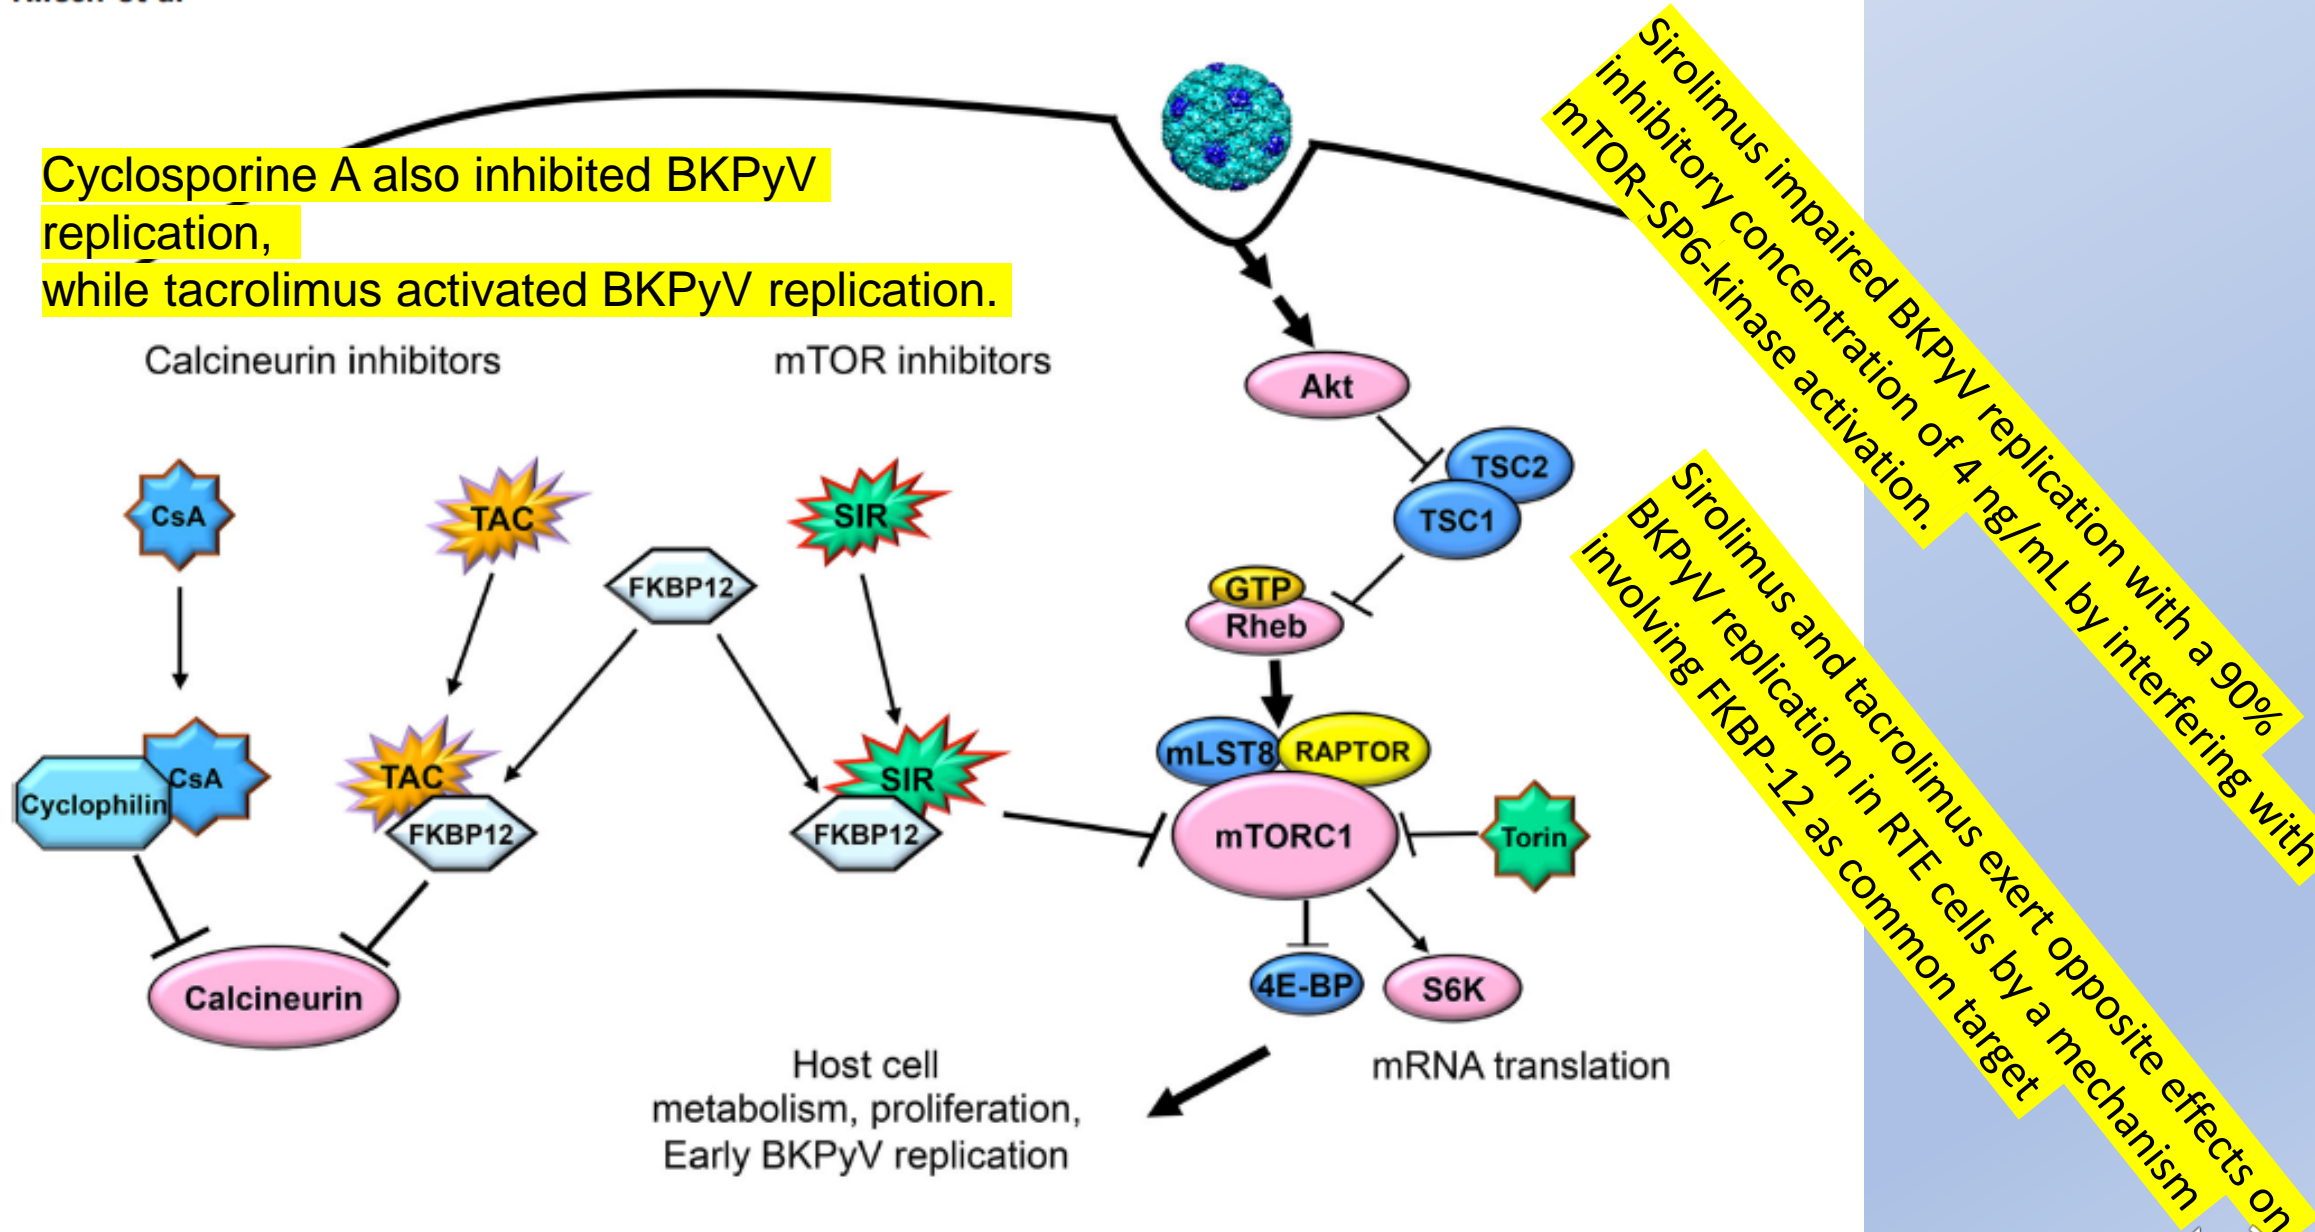 Cyclosporine A also inhibited BKPyV
replication,
while tacrolimus activated BKPyV replication.
Sirolimus impaired BKPyV replication with a 90%
inhibitory concentration of 4 ng/mL by interfering with
mTOR–SP6-kinase activation.
Calcineurin inhibitors
mTOR inhibitors
Akt
TSC2
TSC1
CsA
TAC
SIR
FKBP12
GTP
Rheb
Sirolimus and tacrolimus exert opposite effects on
BKPyV replication in RTE cells by a mechanism
involving FKBP-12 as common target
mLST8
RAPTOR
CsA
Cyclophilin
TAC
FKBP12
SIR
FKBP12
mTORC1
Torin
Calcineurin
4E-BP
S6K
Host cell
metabolism, proliferation,
Early BKPyV replication
mRNA translation